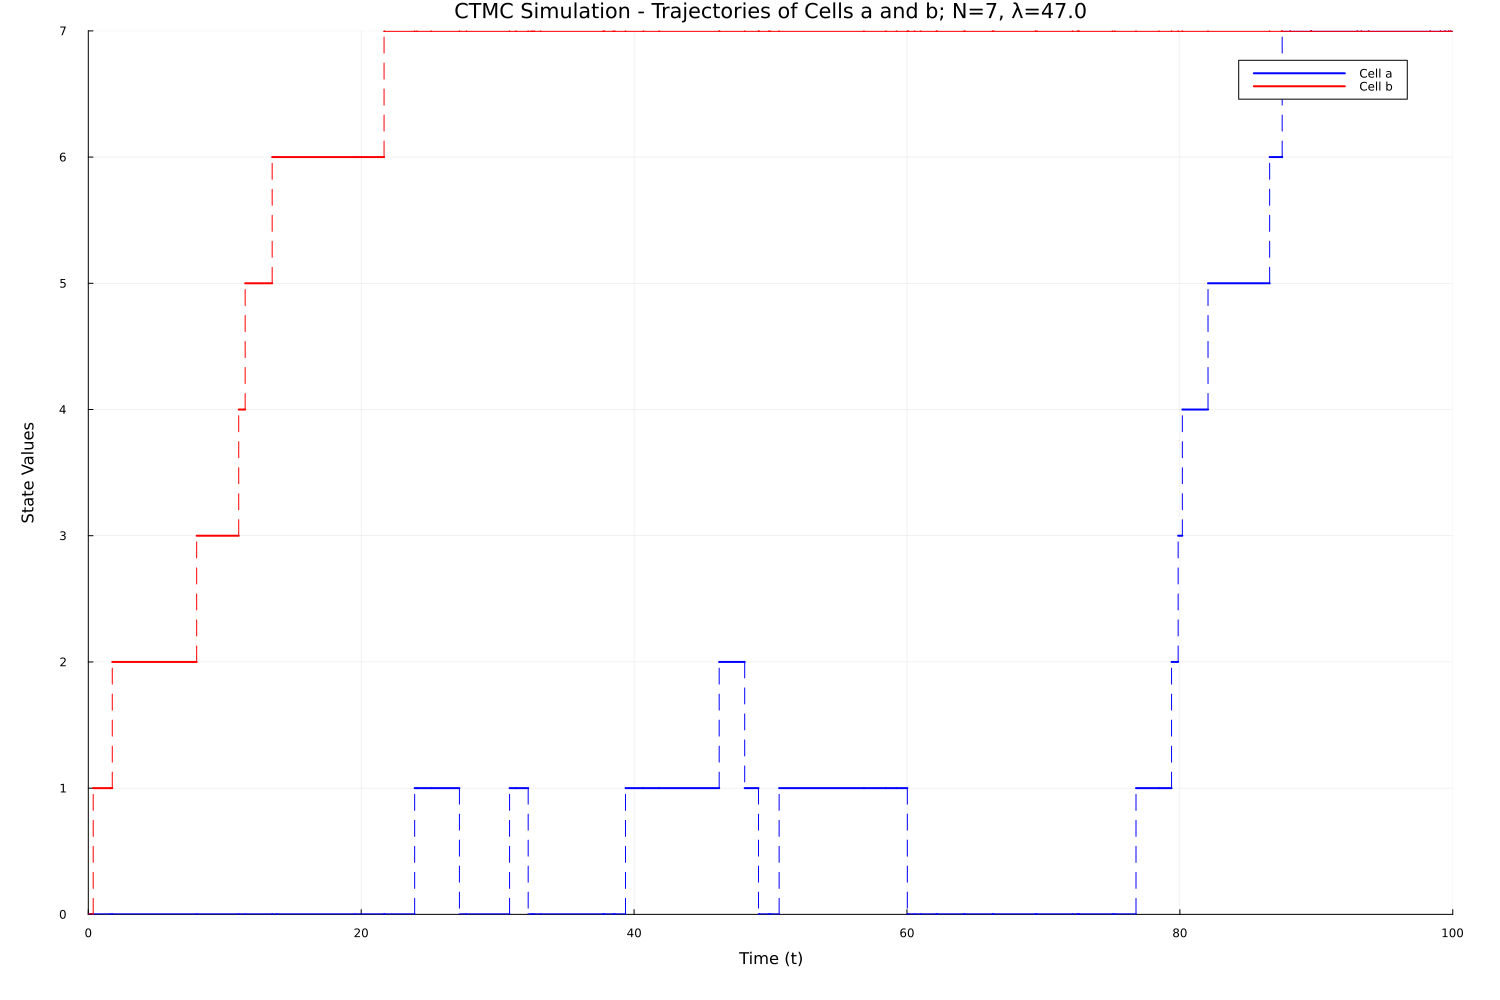 CTMC Simulation - Trajectories of Cells a and b; N=7, λ=47.0
7
Cell a
Cell b
6
5
4
State Values
3
2
1
0
0 20 40 60 80 100
Time (t)